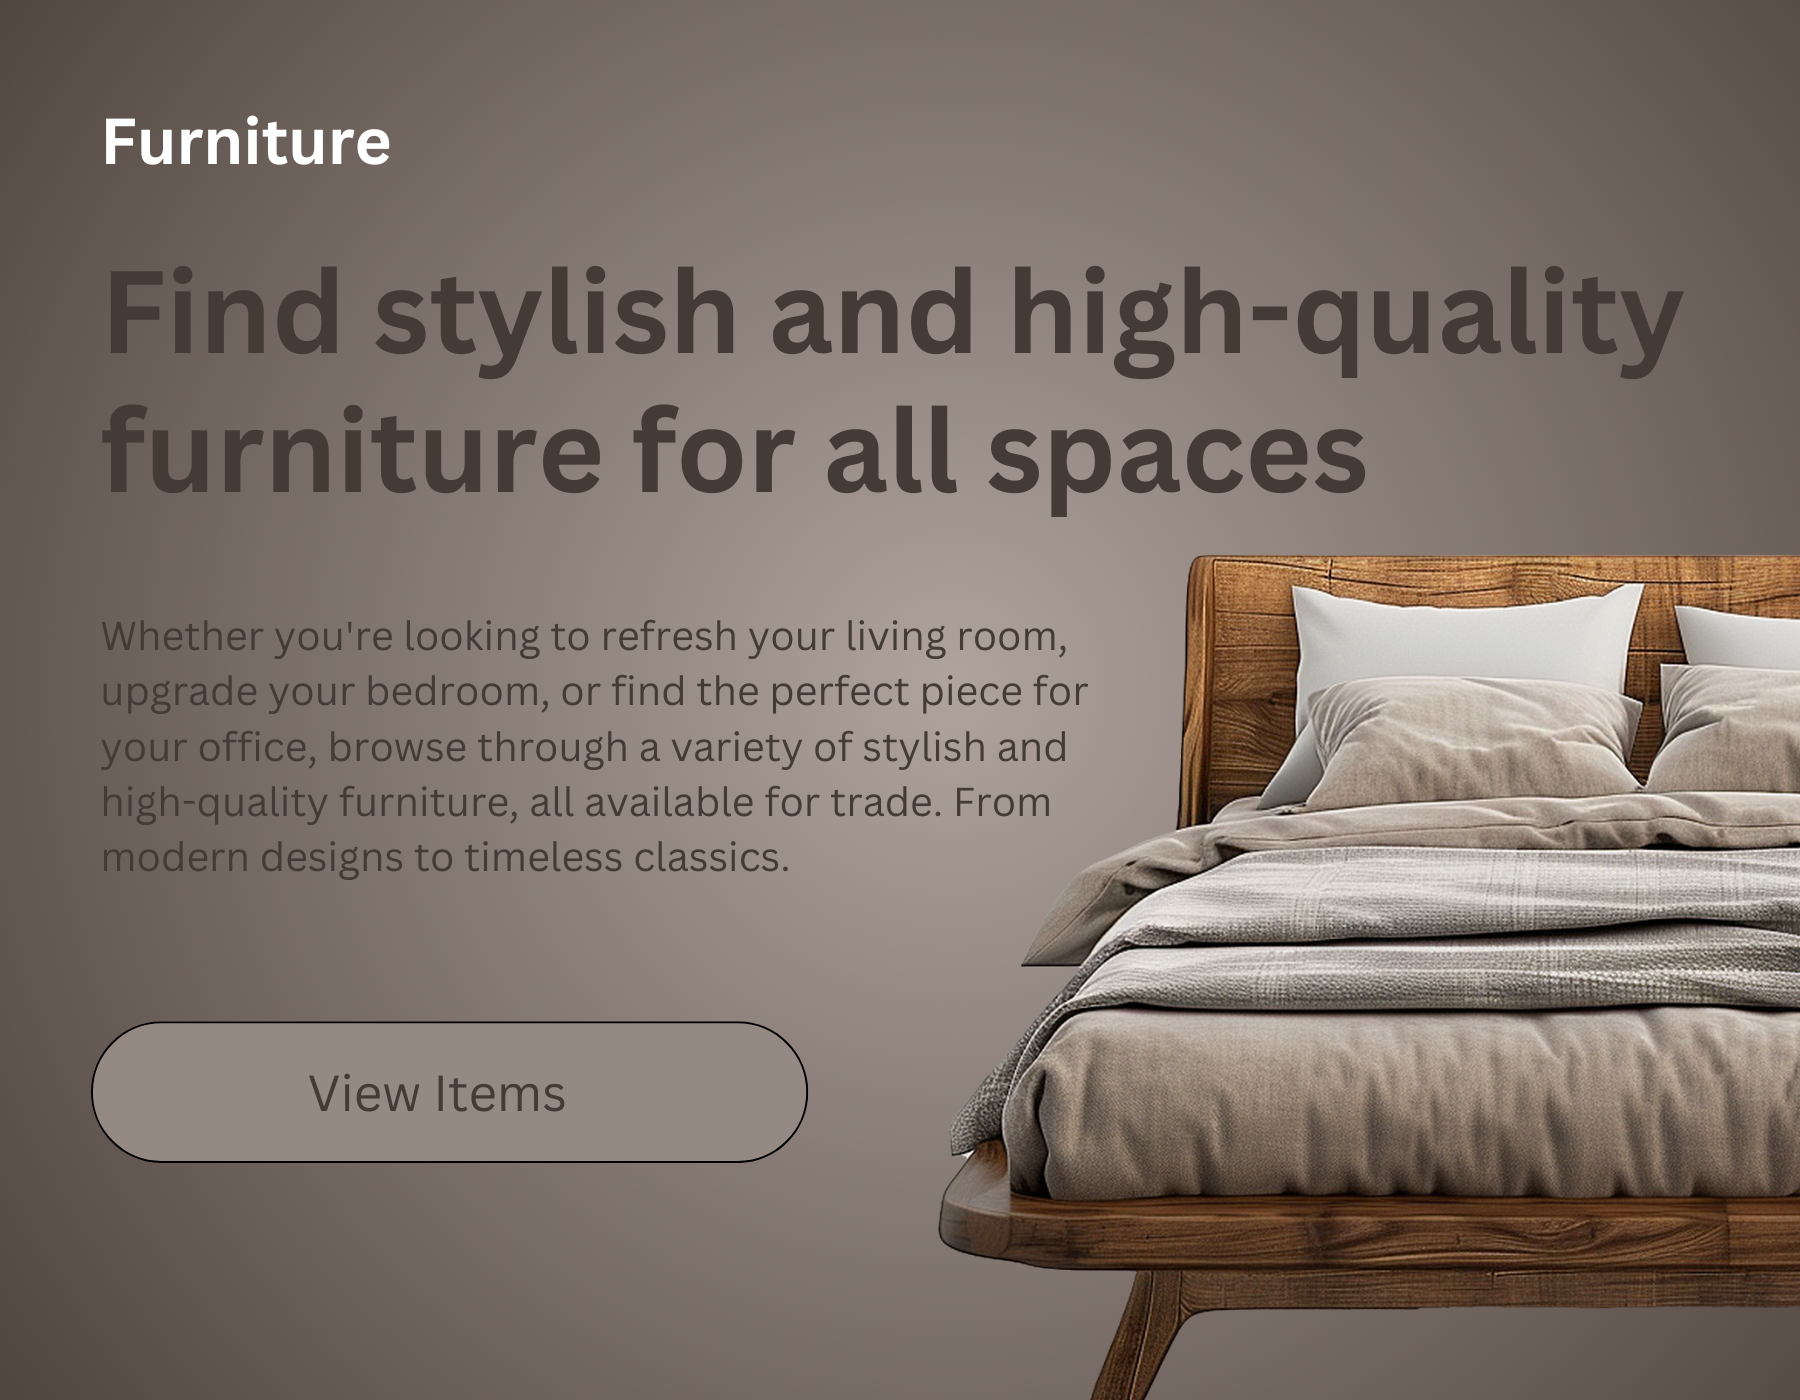 Furniture
Find stylish and high-quality
furniture for all spaces
Whether you're looking to refresh your living room,
upgrade your bedroom, or find the perfect piece for
your office, browse through a variety of stylish and
high-quality furniture, all available for trade. From
modern designs to timeless classics.
View Items